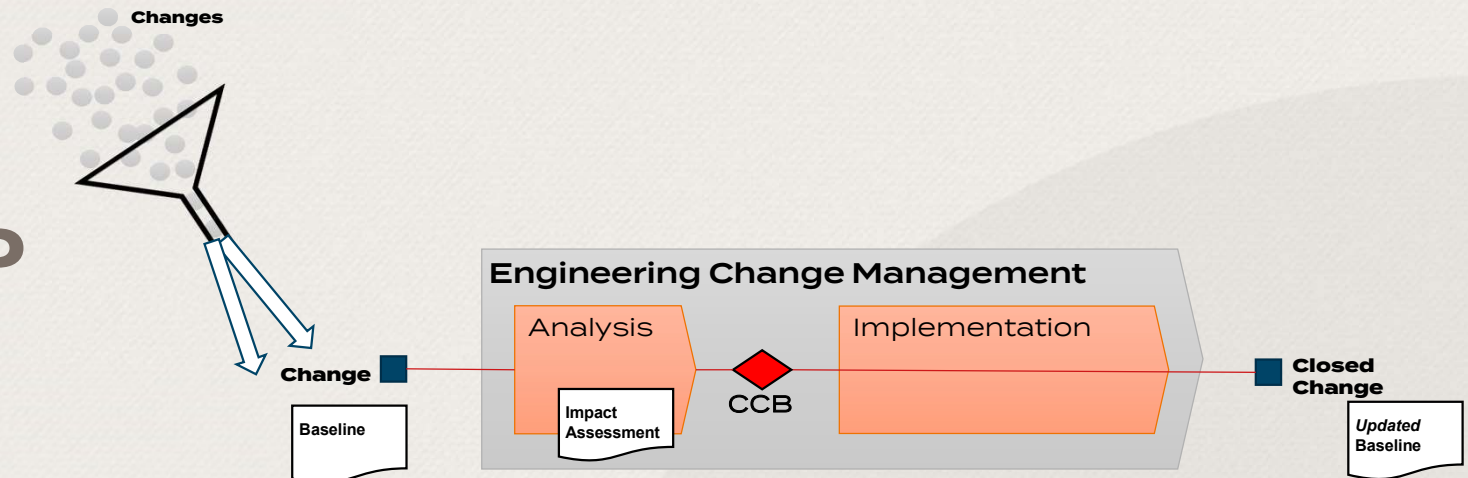 Changes
P
Engineering Change Management
Analysis
Implementation
Change
Closed
Change
CCB
Impact
Assessment
Baseline
Updated
Baseline